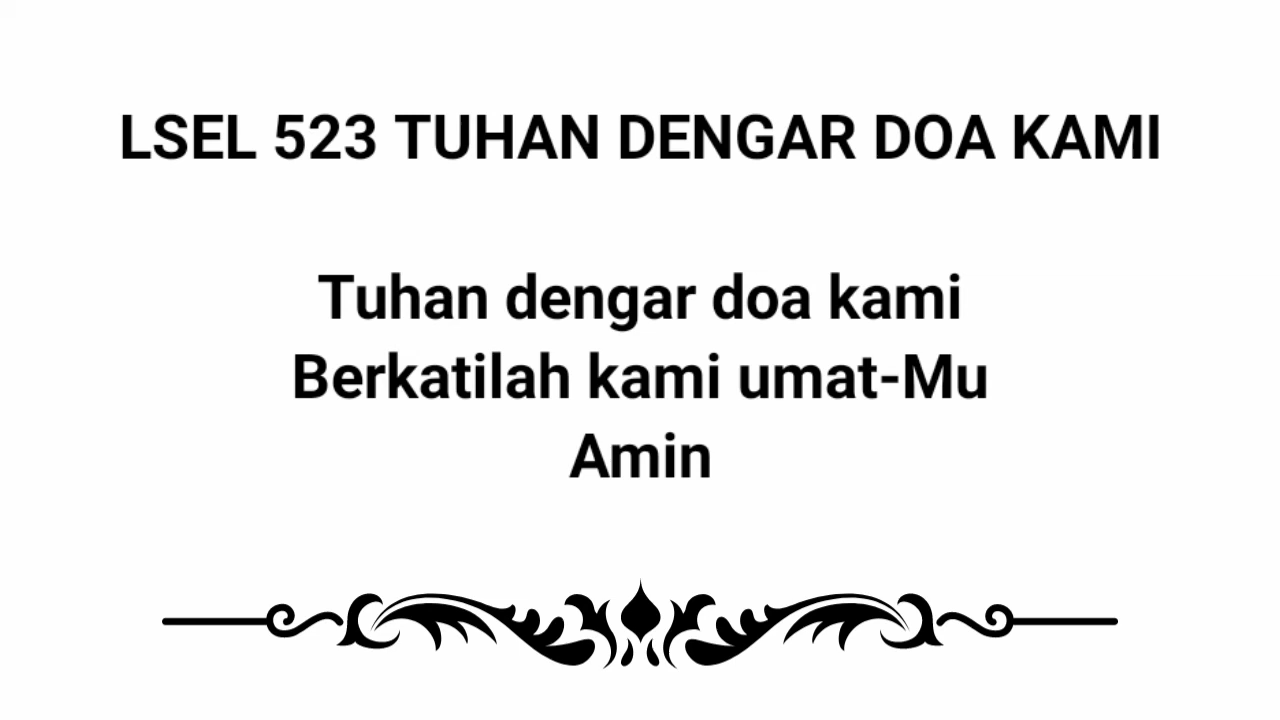 LSEL 523 TUHAN DENGAR DOA KAMI
Tuhan dengar doa kami
Berkatilah kami umat-Mu
Amin